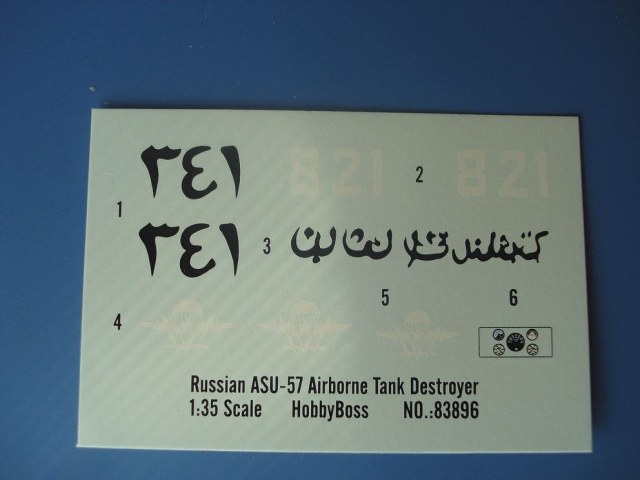 ٣٤١ 821 2 821
1
٣٤١ 3
5 6
4
Russian ASU-57 Airborne Tank Destroyer
1:35 Scale HobbyBoss NO.:83896